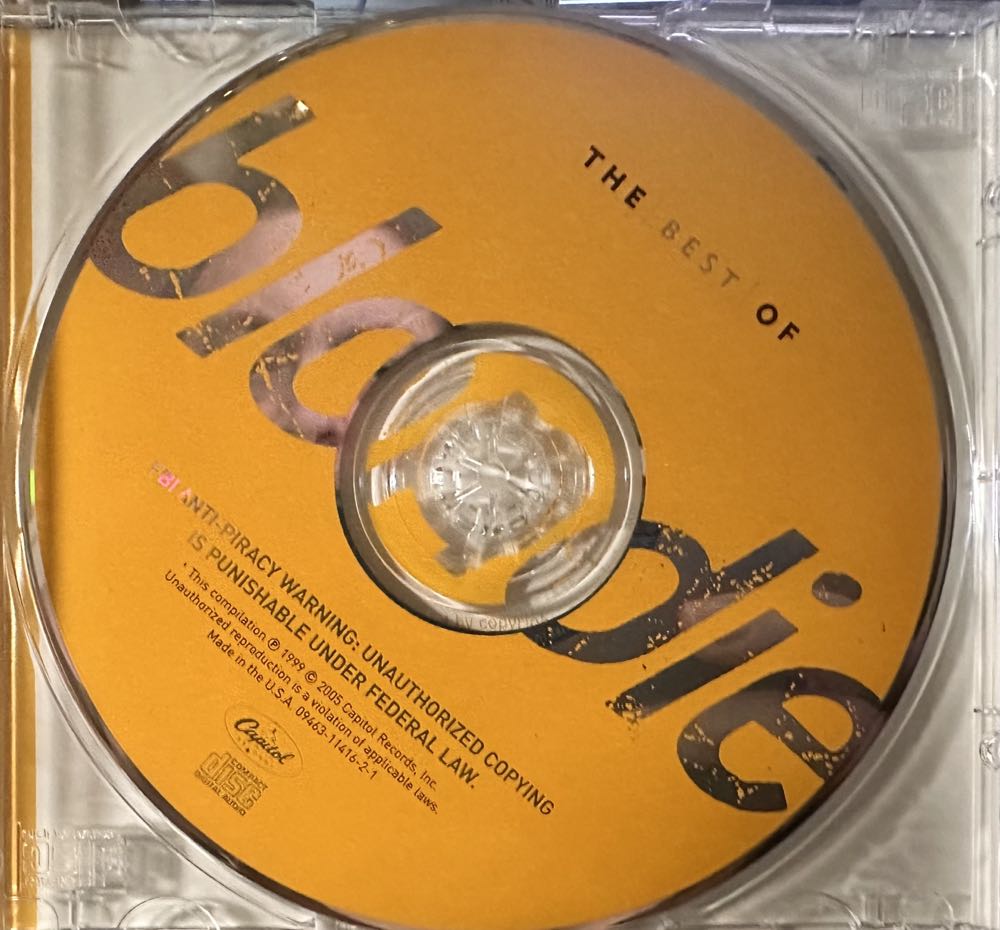 THE BEST OF
blondie
FBI ANTI-PIRACY WARNING: UNAUTHORIZED COPYING
IS PUNISHABLE UNDER FEDERAL LAW.
• This compilation ℗ 1999 © 2005 Capitol Records, Inc.
Unauthorized reproduction is a violation of applicable laws.
Made in the U.S.A. 09463-11416-2-1
Capitol
COMPACT
disc
DIGITAL AUDIO